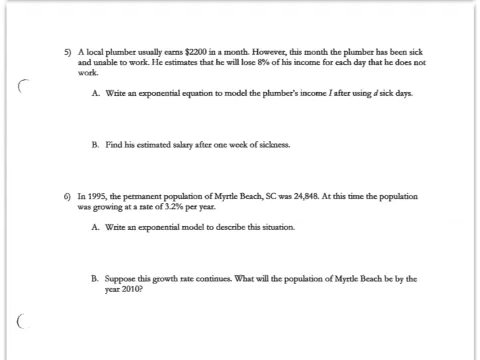 5) A local plumber usually earns $2200 in a month. However, this month the plumber has been sick
and unable to work. He estimates that he will lose 8% of his income for each day that he does not
work.
A. Write an exponential equation to model the plumber's income I after using d sick days.
B. Find his estimated salary after one week of sickness.
6) In 1995, the permanent population of Myrtle Beach, SC was 24,848. At this time the population
was growing at a rate of 3.2% per year.
A. Write an exponential model to describe this situation.
B. Suppose this growth rate continues. What will the population of Myrtle Beach be by the
year 2010?